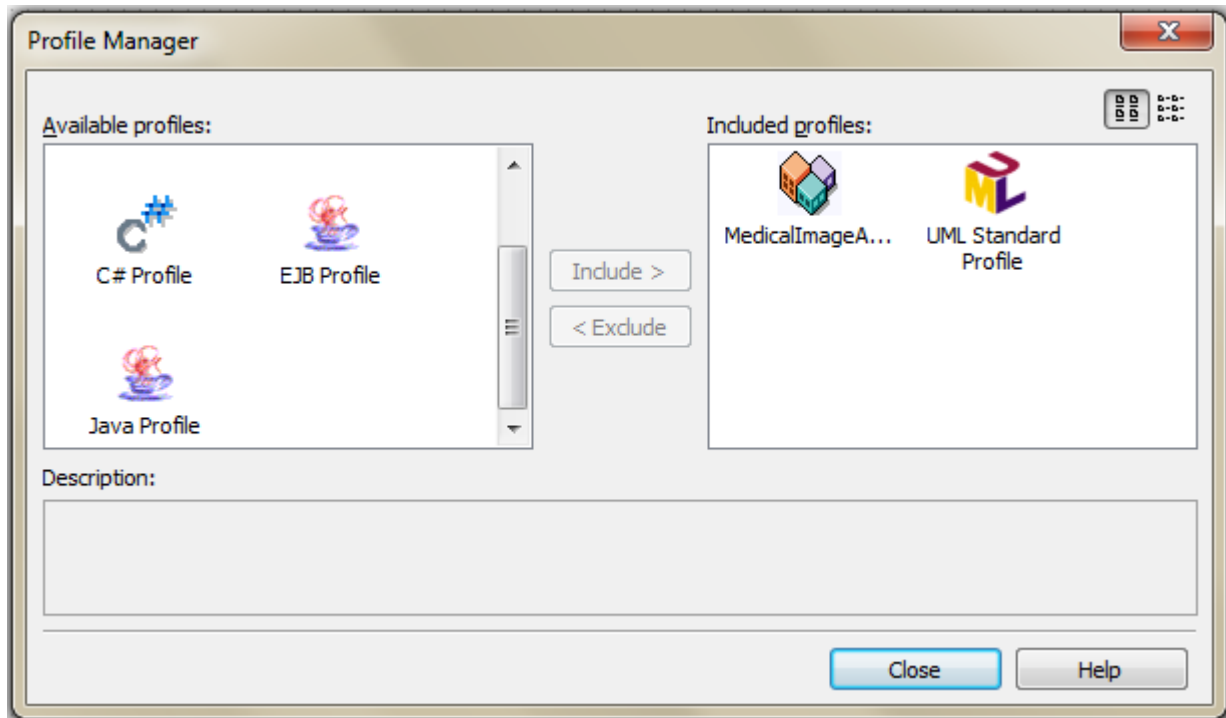 Profile Manager
Available profiles:
C# Profile
EJB Profile
Java Profile
Include >
< Exclude
Included profiles:
MedicalImageA...
UML Standard
Profile
Description:
Close
Help